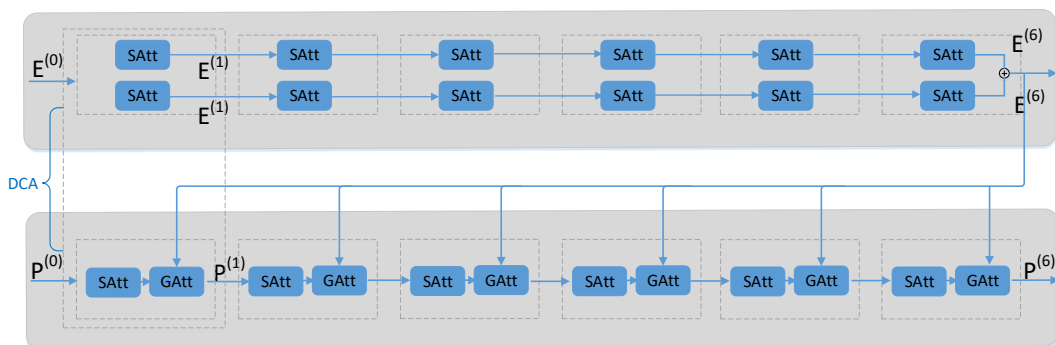 SAtt SAtt SAtt SAtt SAtt SAtt E^(6)
E^(0) E^(1)
SAtt SAtt SAtt SAtt SAtt SAtt
E^(1) E^(6)
DCA
P^(0) P^(1) P^(6)
SAtt GAtt SAtt GAtt SAtt GAtt SAtt GAtt SAtt GAtt SAtt GAtt